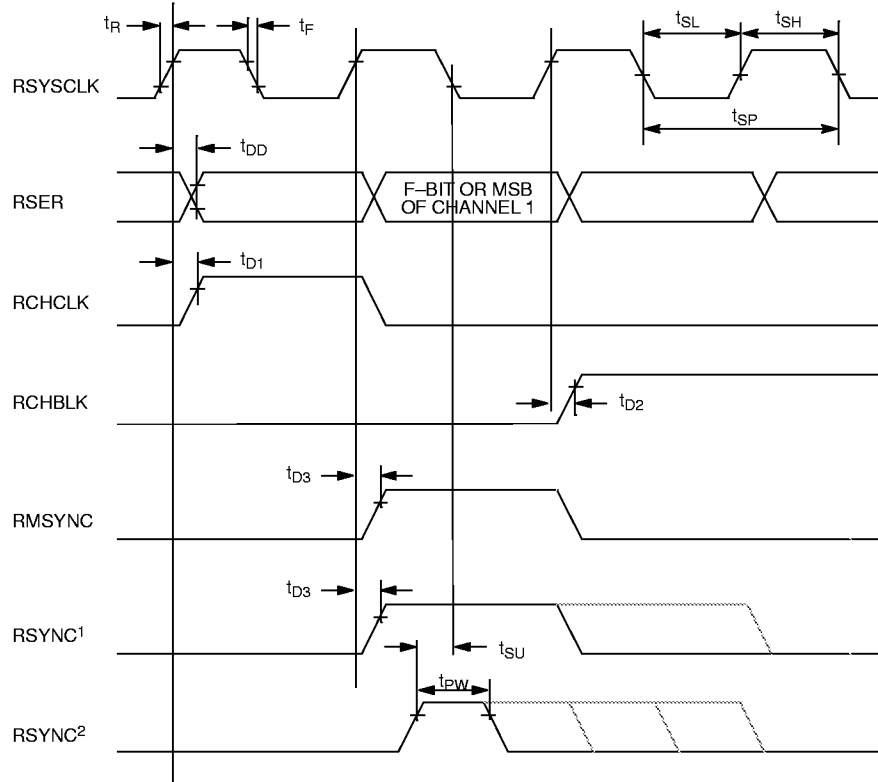 tR
tF
tSL
tSH
RSYSCLK
tSP
tDD
RSER
F–BIT OR MSB
OF CHANNEL 1
tD1
RCHCLK
RCHBLK
tD2
tD3
RMSYNC
tD3
RSYNC1
tSU
tPW
RSYNC2